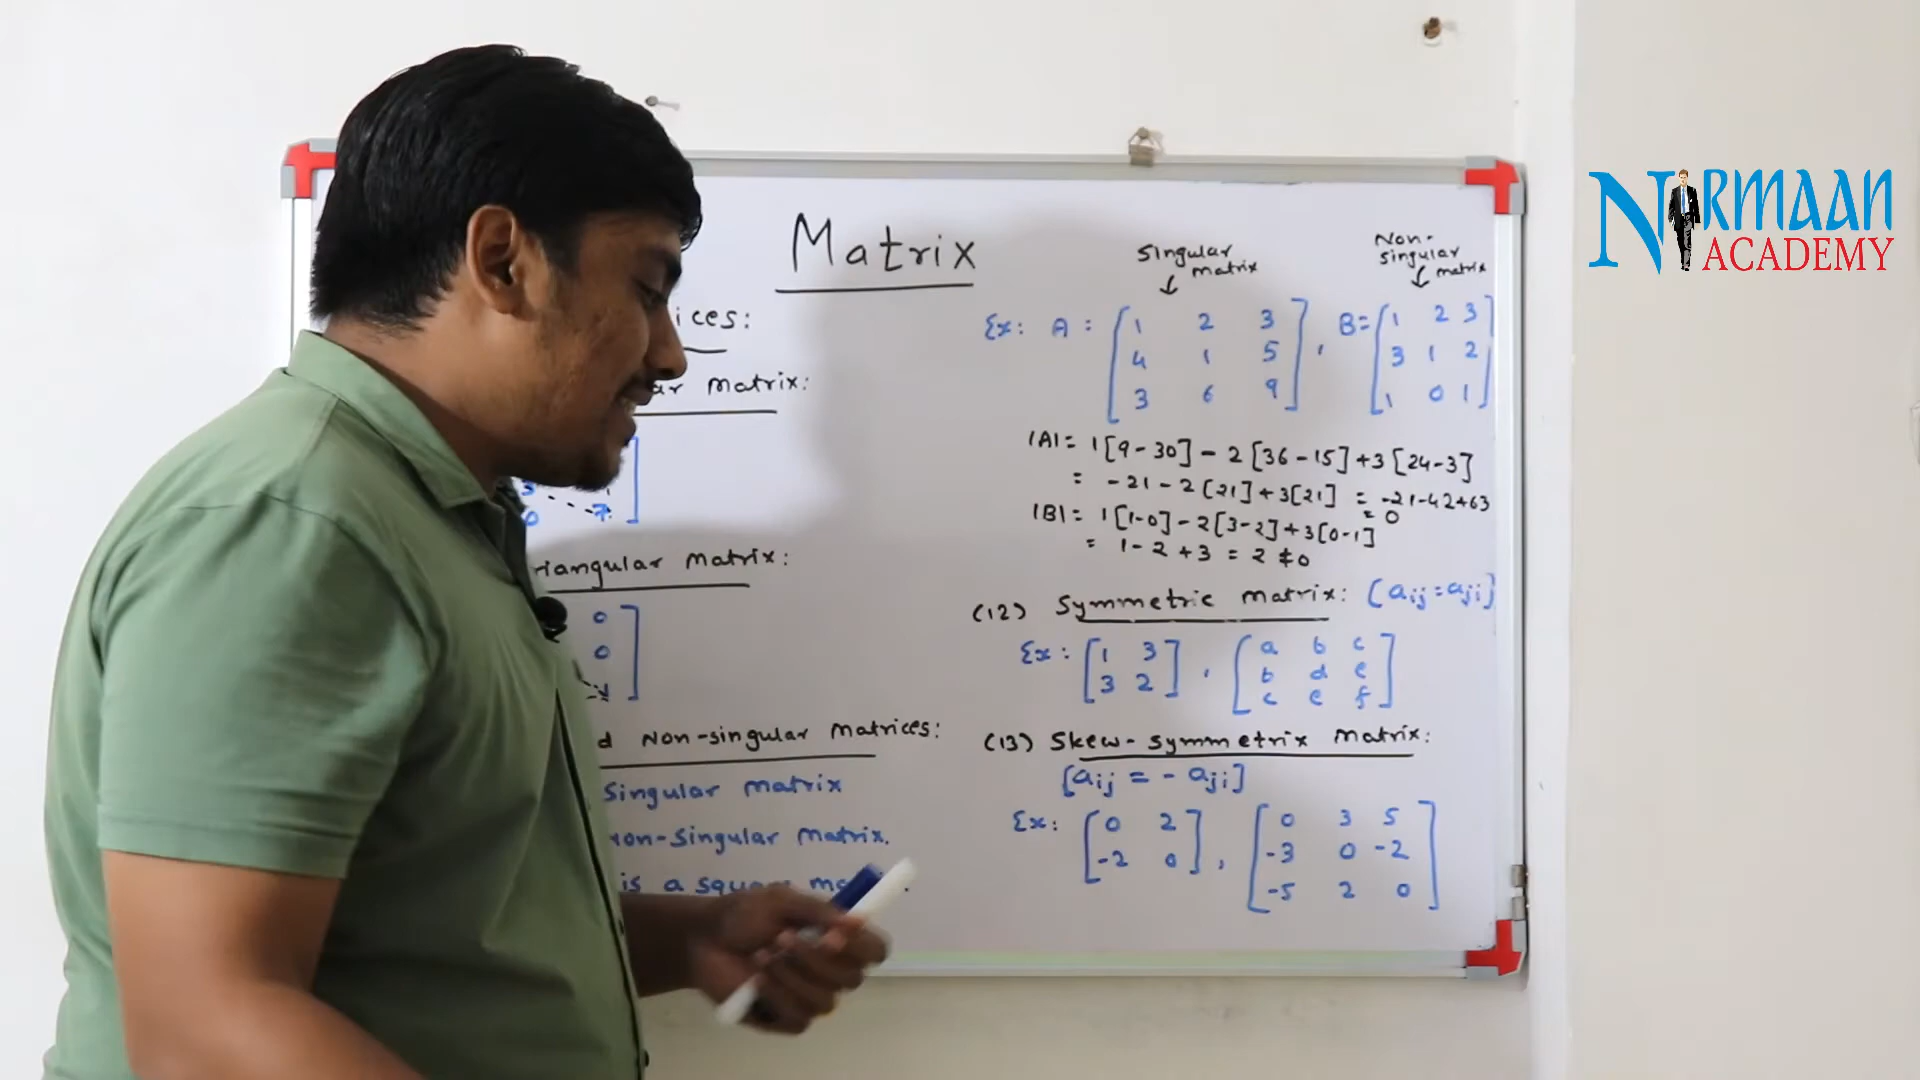 Matrix
ices:
ar Matrix:
3
0 7
riangular Matrix:
0
0
d Non-singular Matrices:
Singular Matrix
non-Singular Matrix.
is a square
Singular matrix
Non-singular matrix
Ex: A : [1 2 3
4 1 5
3 6 9] , B=[1 2 3
3 1 2
1 0 1]
|A| = 1[9-30] - 2[36-15] +3[24-3]
= -21-2[21]+3[21] = -21-42+63
= 0
|B| = 1[1-0]-2[3-2]+3[0-1]
= 1-2+3 = 2 ≠0
(12) Symmetric matrix: [aij = aji]
Ex: [1 3
3 2] , [a b c
b d e
c e f]
(13) Skew-symmetrix Matrix:
[aij = - aji]
Ex: [0 2
-2 0] , [0 3 5
-3 0 -2
-5 2 0]
NIRMAAN
ACADEMY